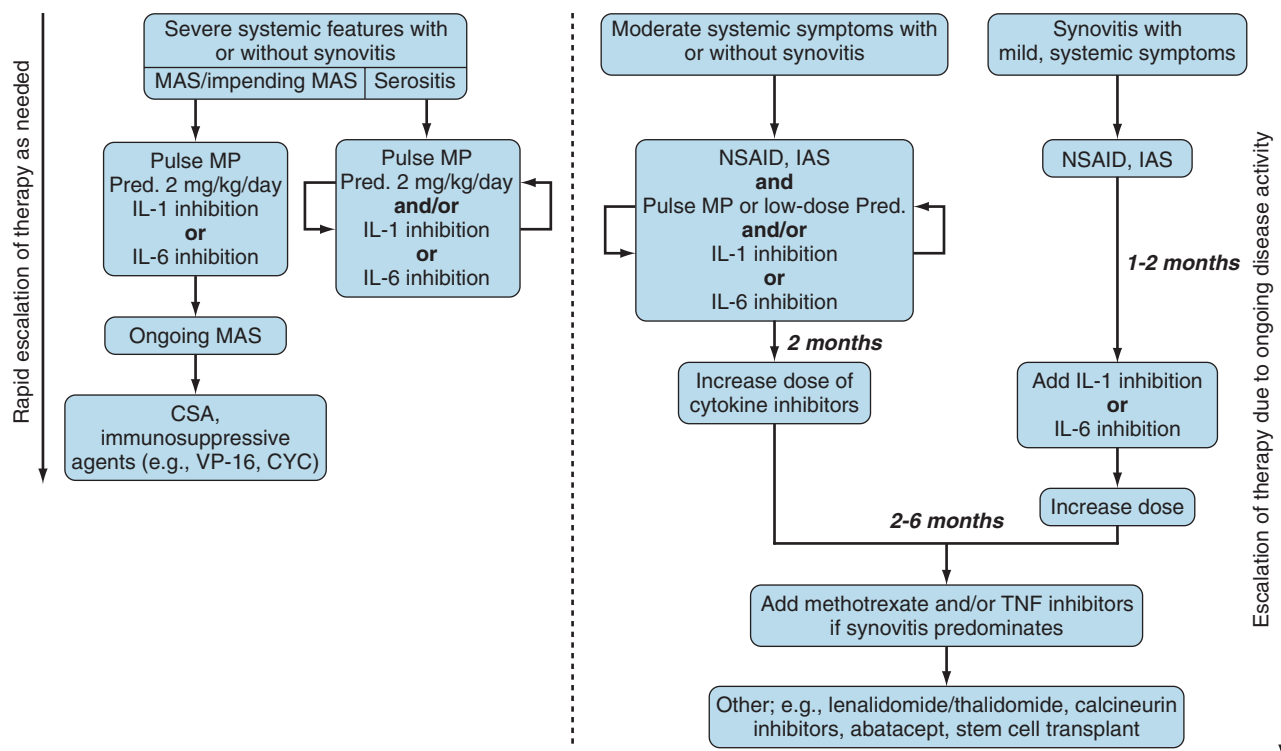 Rapid escalation of therapy as needed
Severe systemic features with
or without synovitis
MAS/impending MAS
Serositis
Pulse MP
Pred. 2 mg/kg/day
IL-1 inhibition
or
IL-6 inhibition
Pulse MP
Pred. 2 mg/kg/day
and/or
IL-1 inhibition
or
IL-6 inhibition
Ongoing MAS
CSA,
immunosuppressive
agents (e.g., VP-16, CYC)
Moderate systemic symptoms with
or without synovitis
NSAID, IAS
and
Pulse MP or low-dose Pred.
and/or
IL-1 inhibition
or
IL-6 inhibition
2 months
Increase dose of
cytokine inhibitors
Synovitis with
mild, systemic symptoms
NSAID, IAS
1-2 months
Add IL-1 inhibition
or
IL-6 inhibition
Increase dose
2-6 months
Add methotrexate and/or TNF inhibitors
if synovitis predominates
Other; e.g., lenalidomide/thalidomide, calcineurin
inhibitors, abatacept, stem cell transplant
Escalation of therapy due to ongoing disease activity